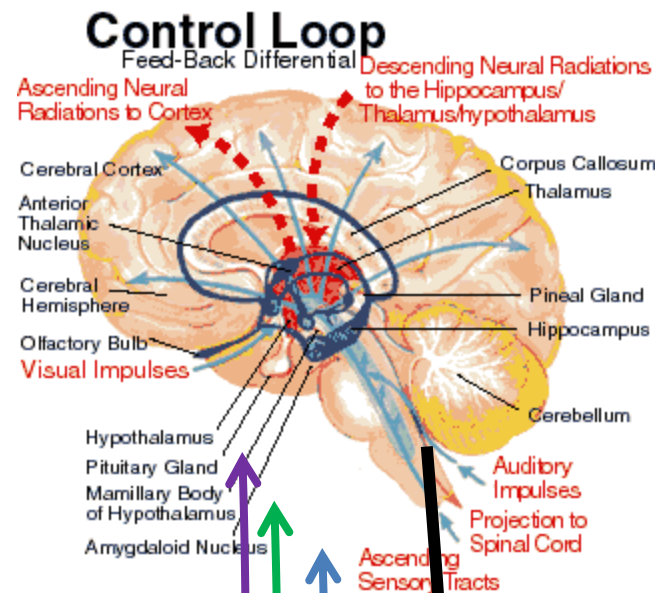 Control Loop
Feed-Back Differential
Ascending Neural
Radiations to Cortex
Descending Neural Radiations
to the Hippocampus/
Thalamus/hypothalamus
Cerebral Cortex
Corpus Callosum
Thalamus
Anterior
Thalamic
Nucleus
Cerebral
Hemisphere
Pineal Gland
Hippocampus
Olfactory Bulb
Visual Impulses
Cerebellum
Hypothalamus
Pituitary Gland
Mamillary Body
of Hypothalamus
Amygdaloid Nucleus
Auditory
Impulses
Projection to
Spinal Cord
Ascending
Sensory Tracts